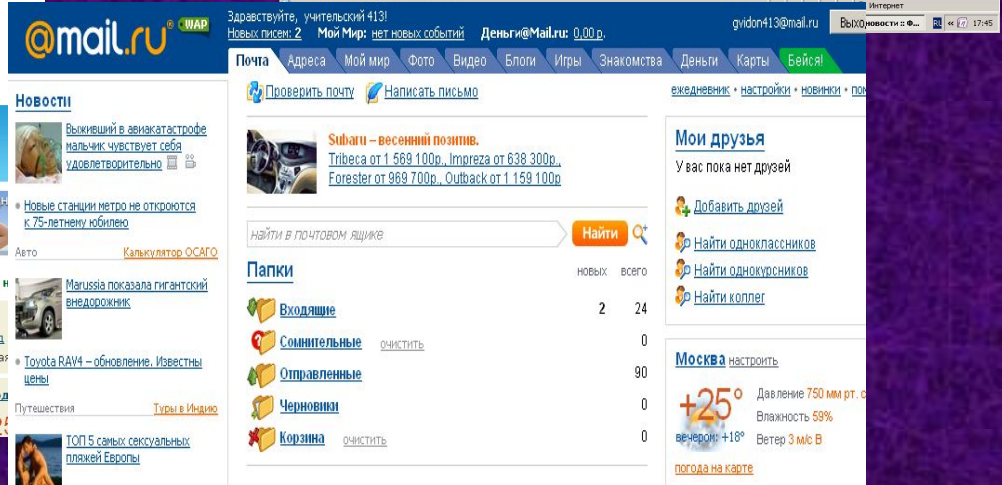 @mail.ru® WAP
Здравствуйте, учительский 413!
Новых писем: 2 Мой Мир: нет новых событий Деньги@Mail.ru: 0,00 р.
gvidon413@mail.ru
Интернет
новости :: Ф... RU « 17:45
Почта Адреса Мой мир Фото Видео Блоги Игры Знакомства Деньги Карты Бейся!
Проверить почту Написать письмо
ежедневник • настройки • новинки •
Новости
Выживший в авиакатастрофе
мальчик чувствует себя
удовлетворительно
Новые станции метро не откроются
к 75-летнему юбилею
Авто Калькулятор ОСАГО
Marussia показала гигантский
внедорожник
Toyota RAV4 – обновление. Известны
цены
Путешествия Туры в Индию
ТОП 5 самых сексуальных
пляжей Европы
Subaru – весенний позитив.
Tribeca от 1 569 100р., Impreza от 638 300р.,
Forester от 969 700р., Outback от 1 159 100р
найти в почтовом ящике Найти
Папки новых всего
Входящие 2 24
Сомнительные очистить 0
Отправленные 90
Черновики 0
Корзина очистить 0
Мои друзья
У вас пока нет друзей
Добавить друзей
Найти одноклассников
Найти однокурсников
Найти коллег
Москва настроить
+25°
вечером: +18°
Давление 750 мм рт. с
Влажность 59%
Ветер 3 м/с В
погода на карте